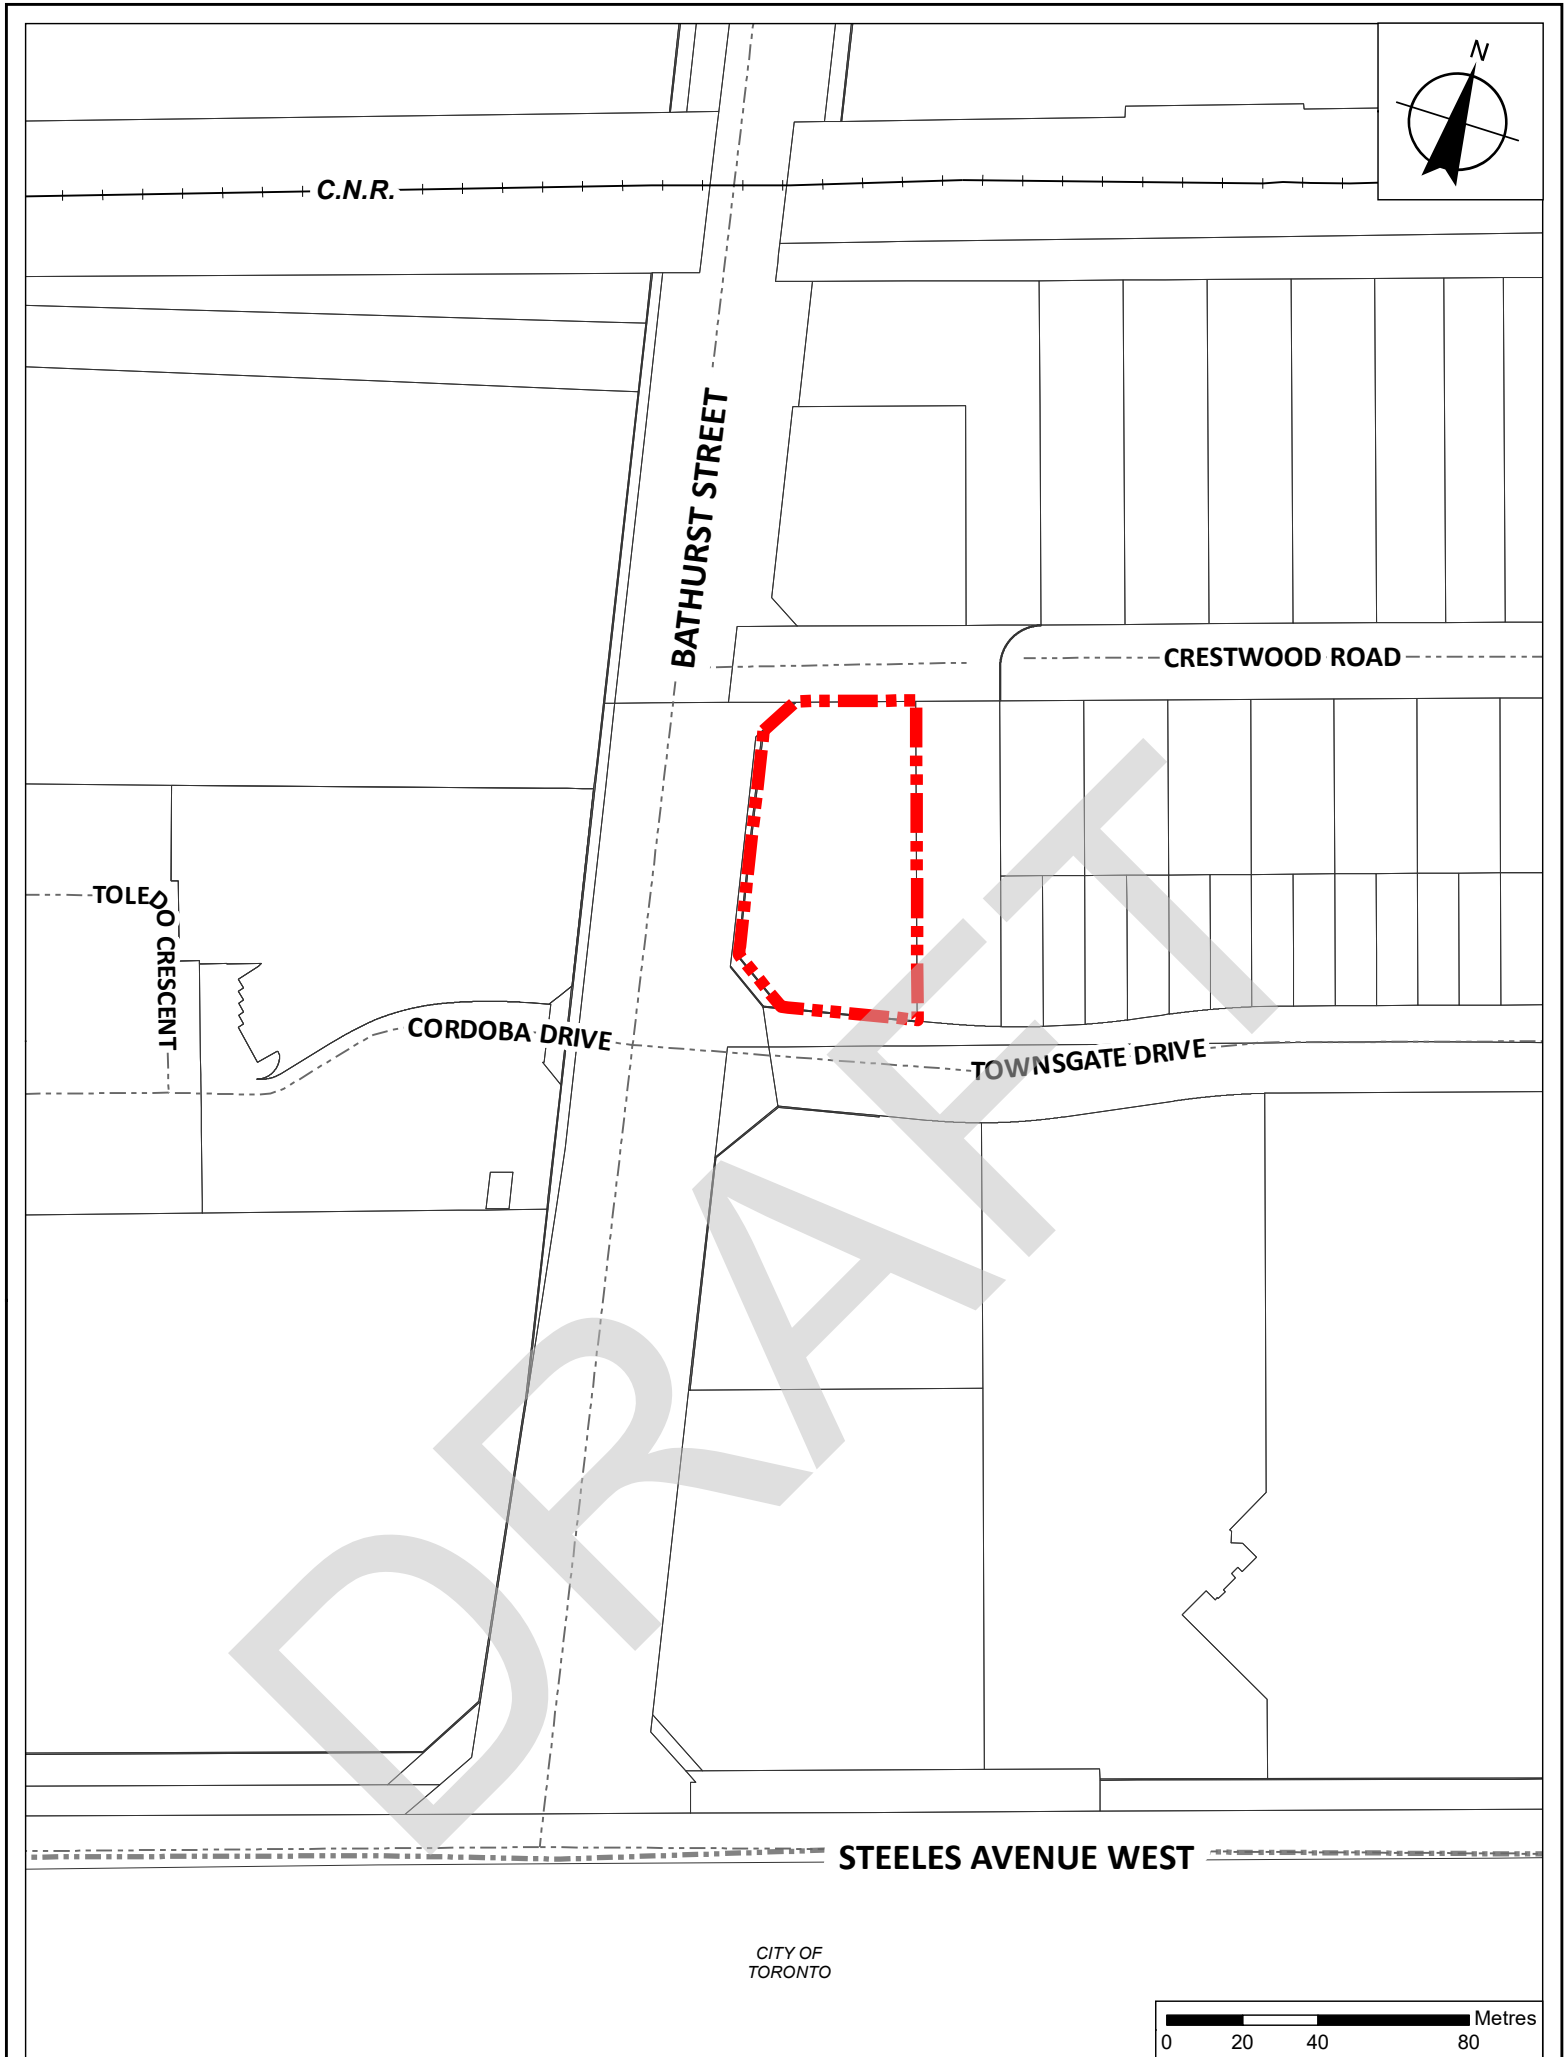 N
C.N.R.
BATHURST STREET
CRESTWOOD ROAD
TOLEDO CRESCENT
CORDOBA DRIVE
TOWNSGATE DRIVE
DRAFT
STEELES AVENUE WEST
CITY OF
TORONTO
Metres
0 20 40 80